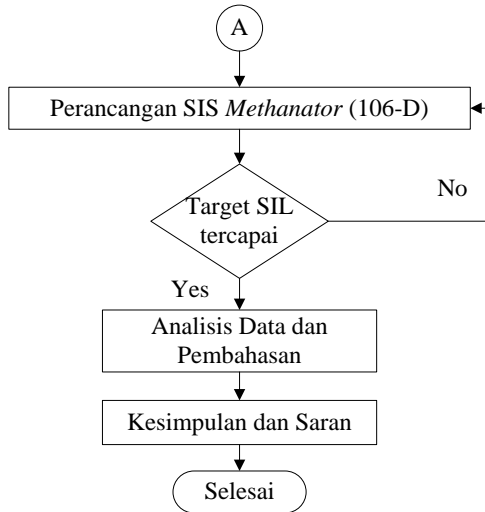 A
Perancangan SIS Methanator (106-D)
Target SIL
tercapai
No
Yes
Analisis Data dan
Pembahasan
Kesimpulan dan Saran
Selesai